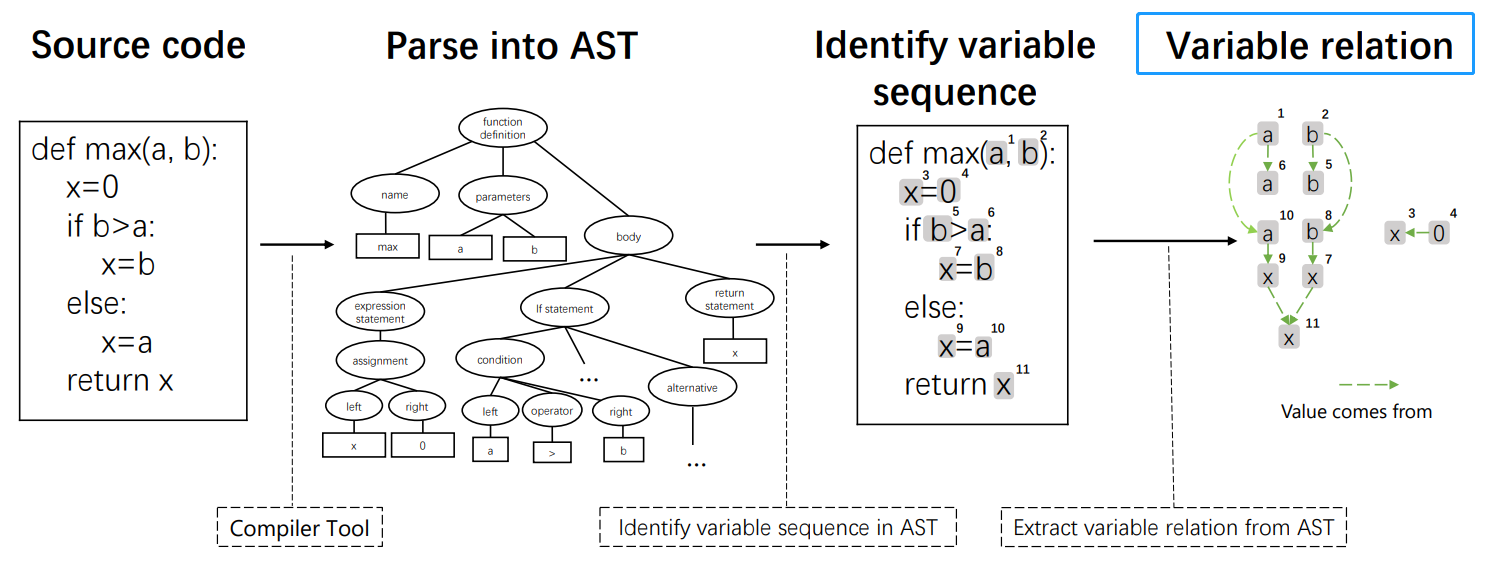 Source code
Parse into AST
Identify variable
sequence
Variable relation
def max(a, b):
x=0
if b>a:
x=b
else:
x=a
return x
function
definition
name
parameters
body
max
a
b
expression
statement
If statement
return
statement
x
assignment
condition
...
alternative
left
right
left
operator
right
x
0
a
>
b
...
def max(a, b):
1 2
x=0
3 4
if b>a:
5 6
x=b
7 8
else:
x=a
9 10
return x
11
1 2
a b
6 5
a b
10 8
a b
3 4
x 0
9 7
x x
11
x
Value comes from
Compiler Tool
Identify variable sequence in AST
Extract variable relation from AST